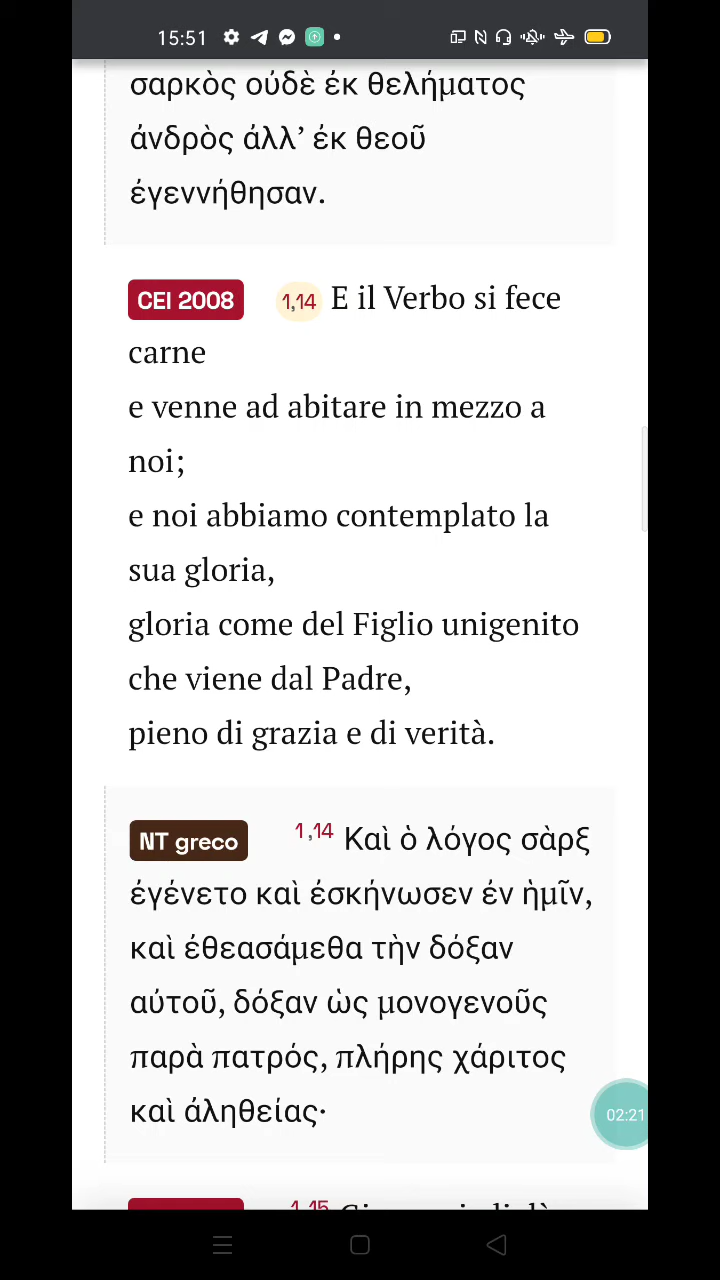 15:51
σαρκὸς οὐδὲ ἐκ θελήματος
ἀνδρὸς ἀλλ’ ἐκ θεοῦ
ἐγεννήθησαν.
CEI 2008 1,14 E il Verbo si fece
carne
e venne ad abitare in mezzo a
noi;
e noi abbiamo contemplato la
sua gloria,
gloria come del Figlio unigenito
che viene dal Padre,
pieno di grazia e di verità.
NT greco 1,14 Καὶ ὁ λόγος σὰρξ
ἐγένετο καὶ ἐσκήνωσεν ἐν ἡμῖν,
καὶ ἐθεασάμεθα τὴν δόξαν
αὐτοῦ, δόξαν ὡς μονογενοῦς
παρὰ πατρός, πλήρης χάριτος
καὶ ἀληθείας·
02:21
1,15